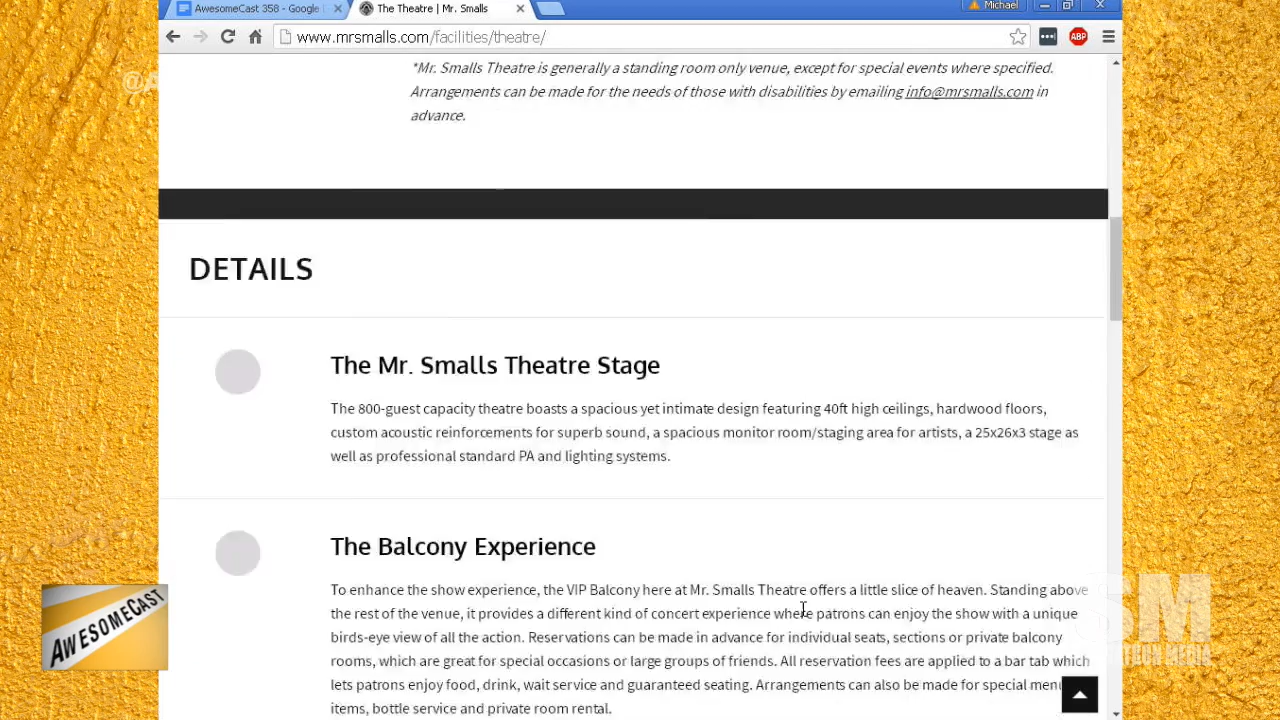 AwesomeCast 358 - Google
The Theatre | Mr. Smalls
Michael
www.mrsmalls.com/facilities/theatre/
ABP
@A
*Mr. Smalls Theatre is generally a standing room only venue, except for special events where specified.
Arrangements can be made for the needs of those with disabilities by emailing info@mrsmalls.com in
advance.
DETAILS
The Mr. Smalls Theatre Stage
The 800-guest capacity theatre boasts a spacious yet intimate design featuring 40ft high ceilings, hardwood floors,
custom acoustic reinforcements for superb sound, a spacious monitor room/staging area for artists, a 25x26x3 stage as
well as professional standard PA and lighting systems.
The Balcony Experience
To enhance the show experience, the VIP Balcony here at Mr. Smalls Theatre offers a little slice of heaven. Standing above
the rest of the venue, it provides a different kind of concert experience where patrons can enjoy the show with a unique
birds-eye view of all the action. Reservations can be made in advance for individual seats, sections or private balcony
rooms, which are great for special occasions or large groups of friends. All reservation fees are applied to a bar tab which
lets patrons enjoy food, drink, wait service and guaranteed seating. Arrangements can also be made for special menu
items, bottle service and private room rental.
AWESOMECAST
SM
MEDIA